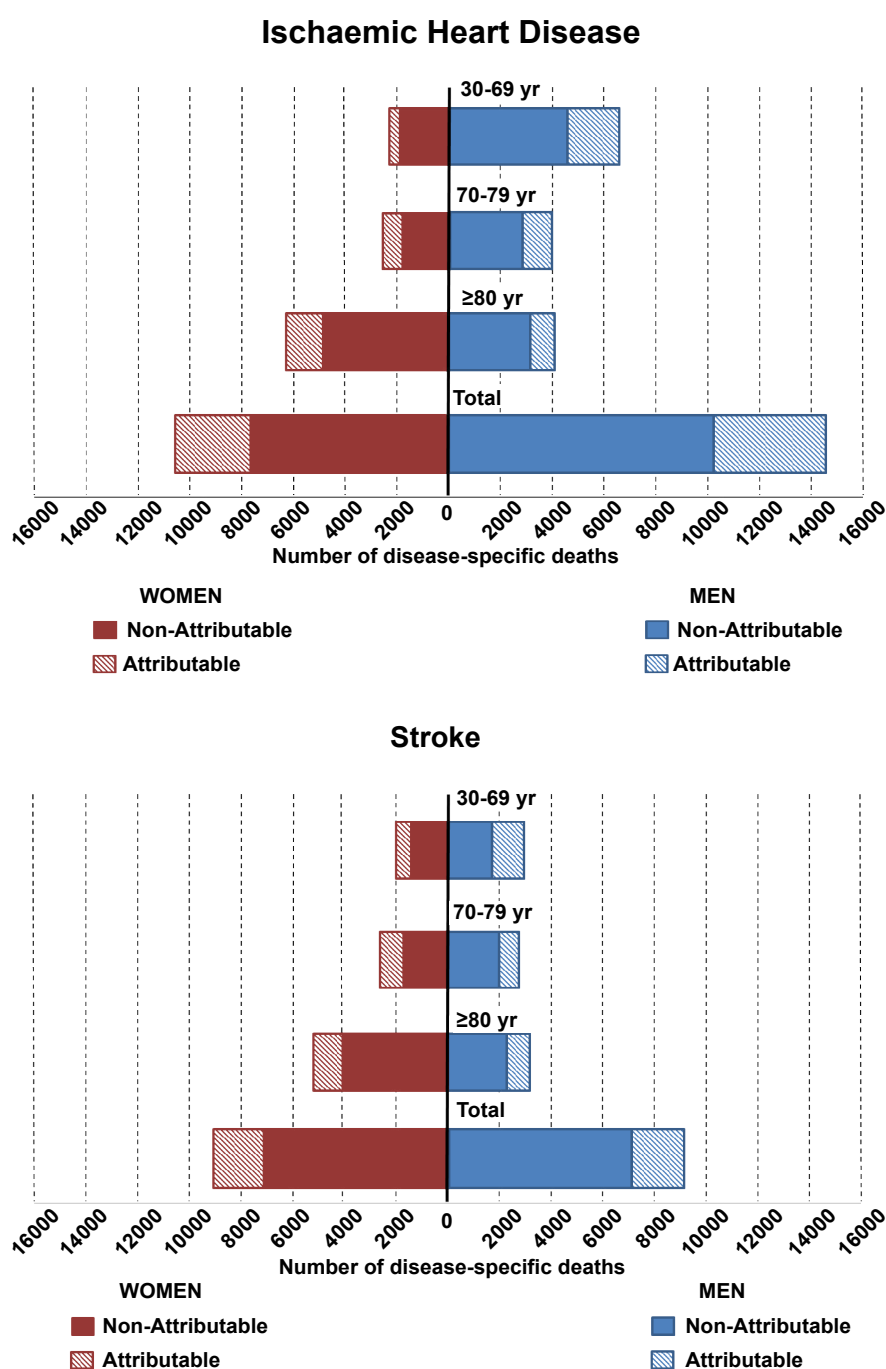 Ischaemic Heart Disease
30-69 yr
70-79 yr
≥80 yr
Total
16000 14000 12000 10000 8000 6000 4000 2000 0 2000 4000 6000 8000 10000 12000 14000 16000
Number of disease-specific deaths
WOMEN MEN
Non-Attributable Non-Attributable
Attributable Attributable
Stroke
30-69 yr
70-79 yr
≥80 yr
Total
16000 14000 12000 10000 8000 6000 4000 2000 0 2000 4000 6000 8000 10000 12000 14000 16000
Number of disease-specific deaths
WOMEN MEN
Non-Attributable Non-Attributable
Attributable Attributable